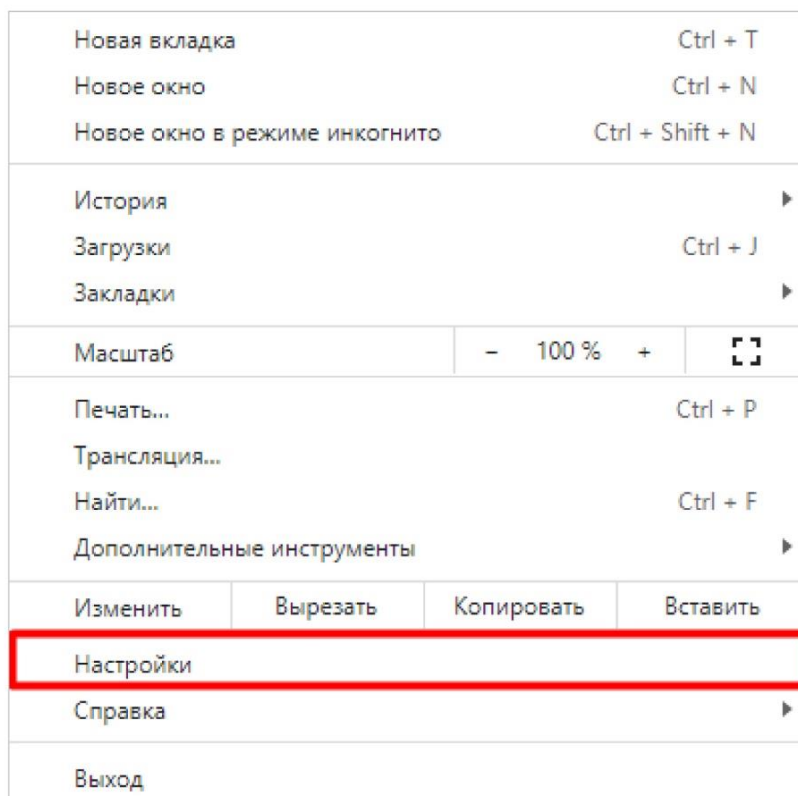 Новая вкладка Ctrl + T
Новое окно Ctrl + N
Новое окно в режиме инкогнито Ctrl + Shift + N
История
Загрузки Ctrl + J
Закладки
Масштаб − 100 % +
Печать... Ctrl + P
Трансляция...
Найти... Ctrl + F
Дополнительные инструменты
Изменить Вырезать Копировать Вставить
Настройки
Справка
Выход